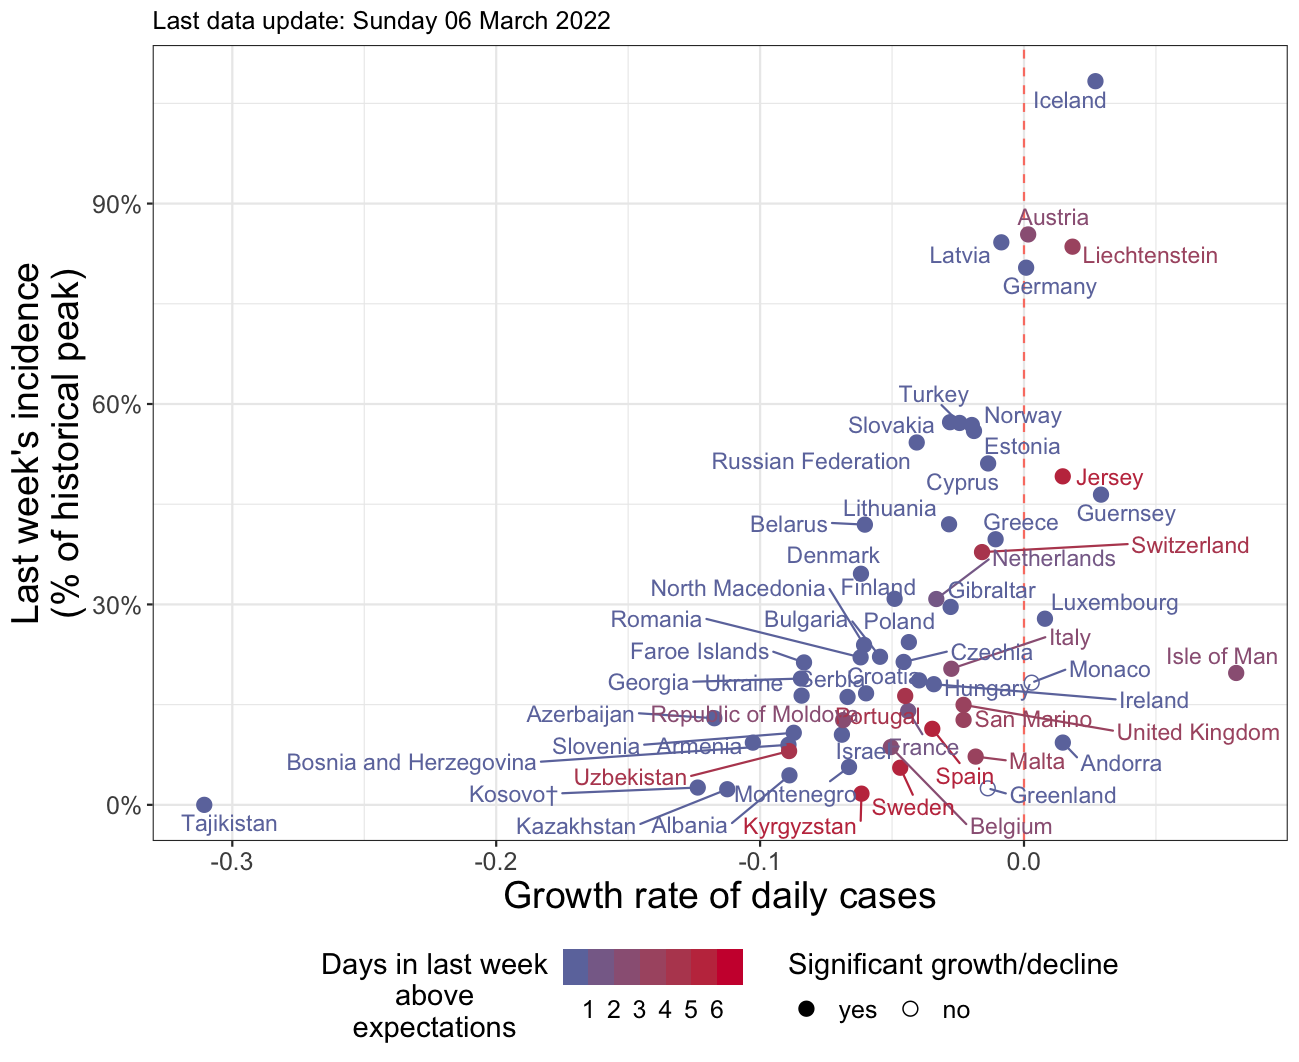 Last data update: Sunday 06 March 2022
Last week's incidence
(% of historical peak)
90%
60%
30%
0%
Iceland
Austria
Latvia
Liechtenstein
Germany
Turkey
Norway
Slovakia
Estonia
Russian Federation
Jersey
Cyprus
Guernsey
Lithuania
Belarus
Greece
Switzerland
Denmark
Netherlands
North Macedonia
Finland
Gibraltar
Luxembourg
Romania
Bulgaria
Poland
Italy
Faroe Islands
Czechia
Isle of Man
Monaco
Georgia
Ukraine
Serbia
Croatia
Hungary
Ireland
Azerbaijan
Republic of Moldova
Portugal
San Marino
United Kingdom
Slovenia
Armenia
Israel
France
Bosnia and Herzegovina
Malta
Andorra
Uzbekistan
Spain
Kosovo†
Montenegro
Greenland
Sweden
Tajikistan
Kazakhstan
Albania
Kyrgyzstan
Belgium
-0.3
-0.2
-0.1
0.0
Growth rate of daily cases
Days in last week
above
expectations
1 2 3 4 5 6
Significant growth/decline
yes
no